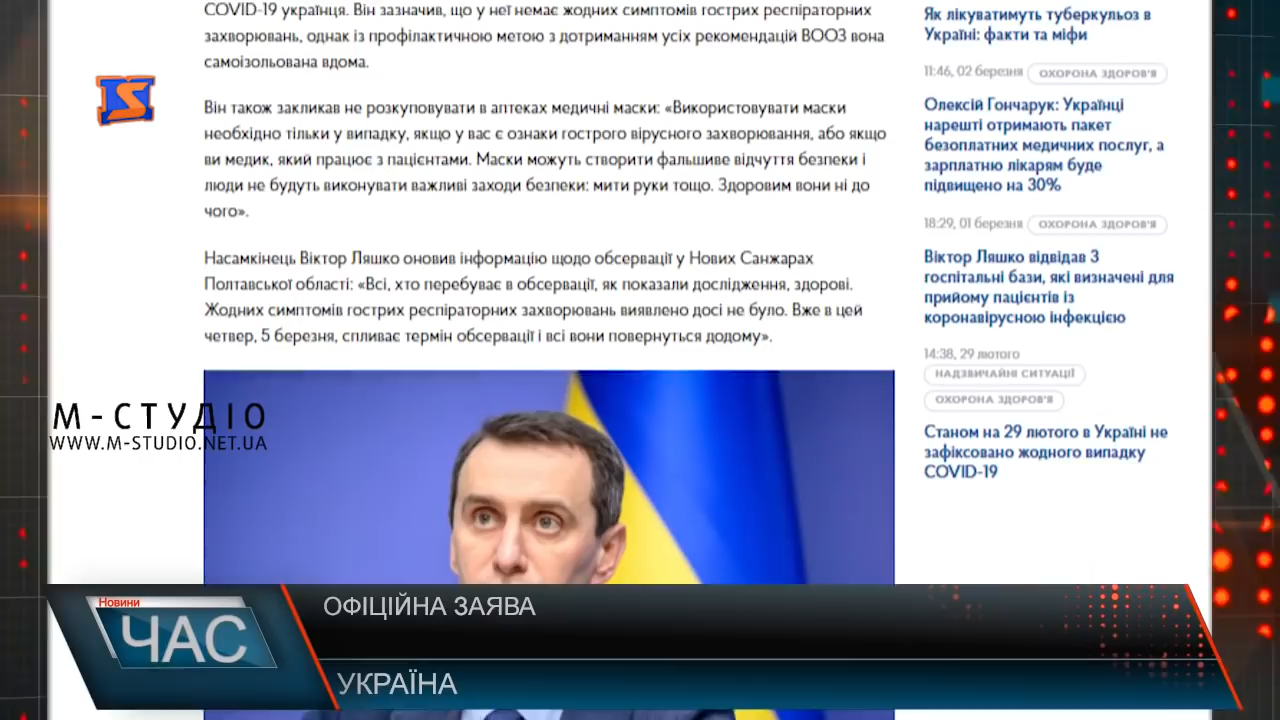 COVID-19 українця. Він зазначив, що у неї немає жодних симптомів гострих респіраторних
захворювань, однак із профілактичною метою з дотриманням усіх рекомендацій ВООЗ вона
самоізольована вдома.
Він також закликав не розкуповувати в аптеках медичні маски: «Використовувати маски
необхідно тільки у випадку, якщо у вас є ознаки гострого вірусного захворювання, або якщо
ви медик, який працює з пацієнтами. Маски можуть створити фальшиве відчуття безпеки і
люди не будуть виконувати важливі заходи безпеки: мити руки тощо. Здоровим вони ні до
чого».
Насамкінець Віктор Ляшко оновив інформацію щодо обсервації у Нових Санжарах
Полтавської області: «Всі, хто перебуває в обсервації, як показали дослідження, здорові.
Жодних симптомів гострих респіраторних захворювань виявлено досі не було. Вже в цей
четвер, 5 березня, спливає термін обсервації і всі вони повернуться додому».
Як лікуватимуть туберкульоз в
Україні: факти та міфи
11:46, 02 березня ОХОРОНА ЗДОРОВ'Я
Олексій Гончарук: Українці
нарешті отримають пакет
безоплатних медичних послуг, а
зарплатню лікарям буде
підвищено на 30%
18:29, 01 березня ОХОРОНА ЗДОРОВ'Я
Віктор Ляшко відвідав 3
госпітальні бази, які визначені для
прийому пацієнтів із
коронавірусною інфекцією
14:38, 29 лютого
НАДЗВИЧАЙНІ СИТУАЦІЇ
ОХОРОНА ЗДОРОВ'Я
Станом на 29 лютого в Україні не
зафіксовано жодного випадку
COVID-19
М-СТУДІО
WWW.M-STUDIO.NET.UA
Новини
ЧАС
ОФІЦІЙНА ЗАЯВА
УКРАЇНА